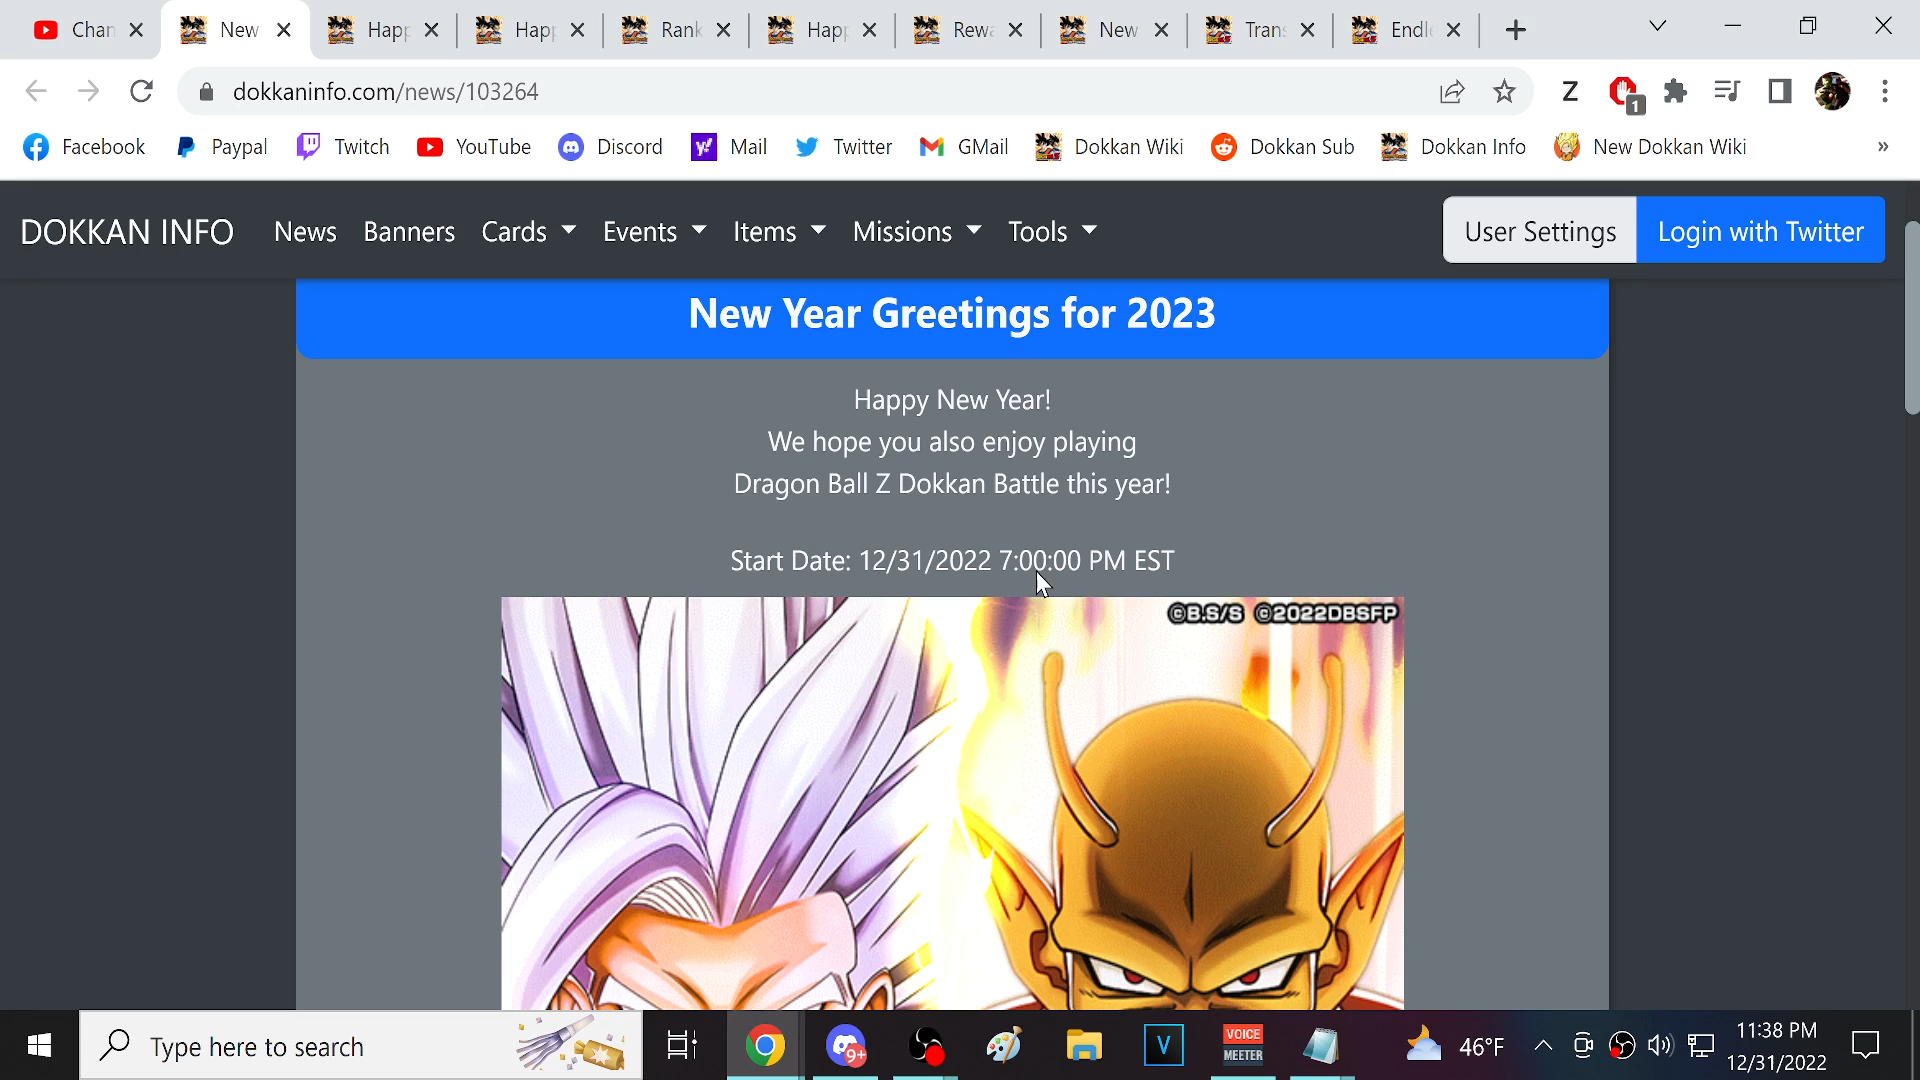 Chan
New
Happ
Happ
Rank
Happ
Rewa
New
Trans
Endle
dokkaninfo.com/news/103264
Z
1
Facebook
Paypal
Twitch
YouTube
Discord
Mail
Twitter
GMail
Dokkan Wiki
Dokkan Sub
Dokkan Info
New Dokkan Wiki
»
DOKKAN INFO
News
Banners
Cards
Events
Items
Missions
Tools
User Settings
Login with Twitter
New Year Greetings for 2023
Happy New Year!
We hope you also enjoy playing
Dragon Ball Z Dokkan Battle this year!
Start Date: 12/31/2022 7:00:00 PM EST
©B.S/S ©2022DBSFP
Type here to search
9+
V
VOICE
MEETER
46°F
11:38 PM
12/31/2022